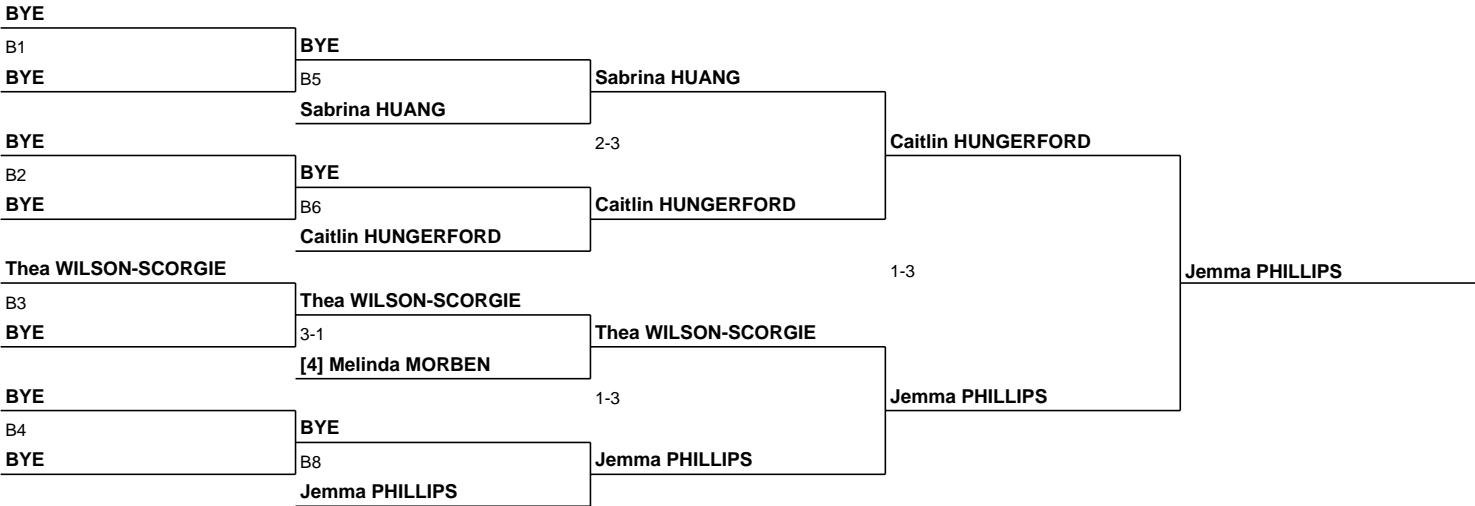 BYE
B1
BYE
BYE
B5
Sabrina HUANG
Sabrina HUANG
BYE
2-3
Caitlin HUNGERFORD
B2
BYE
BYE
B6
Caitlin HUNGERFORD
Caitlin HUNGERFORD
Thea WILSON-SCORGIE
1-3
Jemma PHILLIPS
B3
Thea WILSON-SCORGIE
BYE
3-1
Thea WILSON-SCORGIE
[4] Melinda MORBEN
BYE
1-3
Jemma PHILLIPS
B4
BYE
BYE
B8
Jemma PHILLIPS
Jemma PHILLIPS